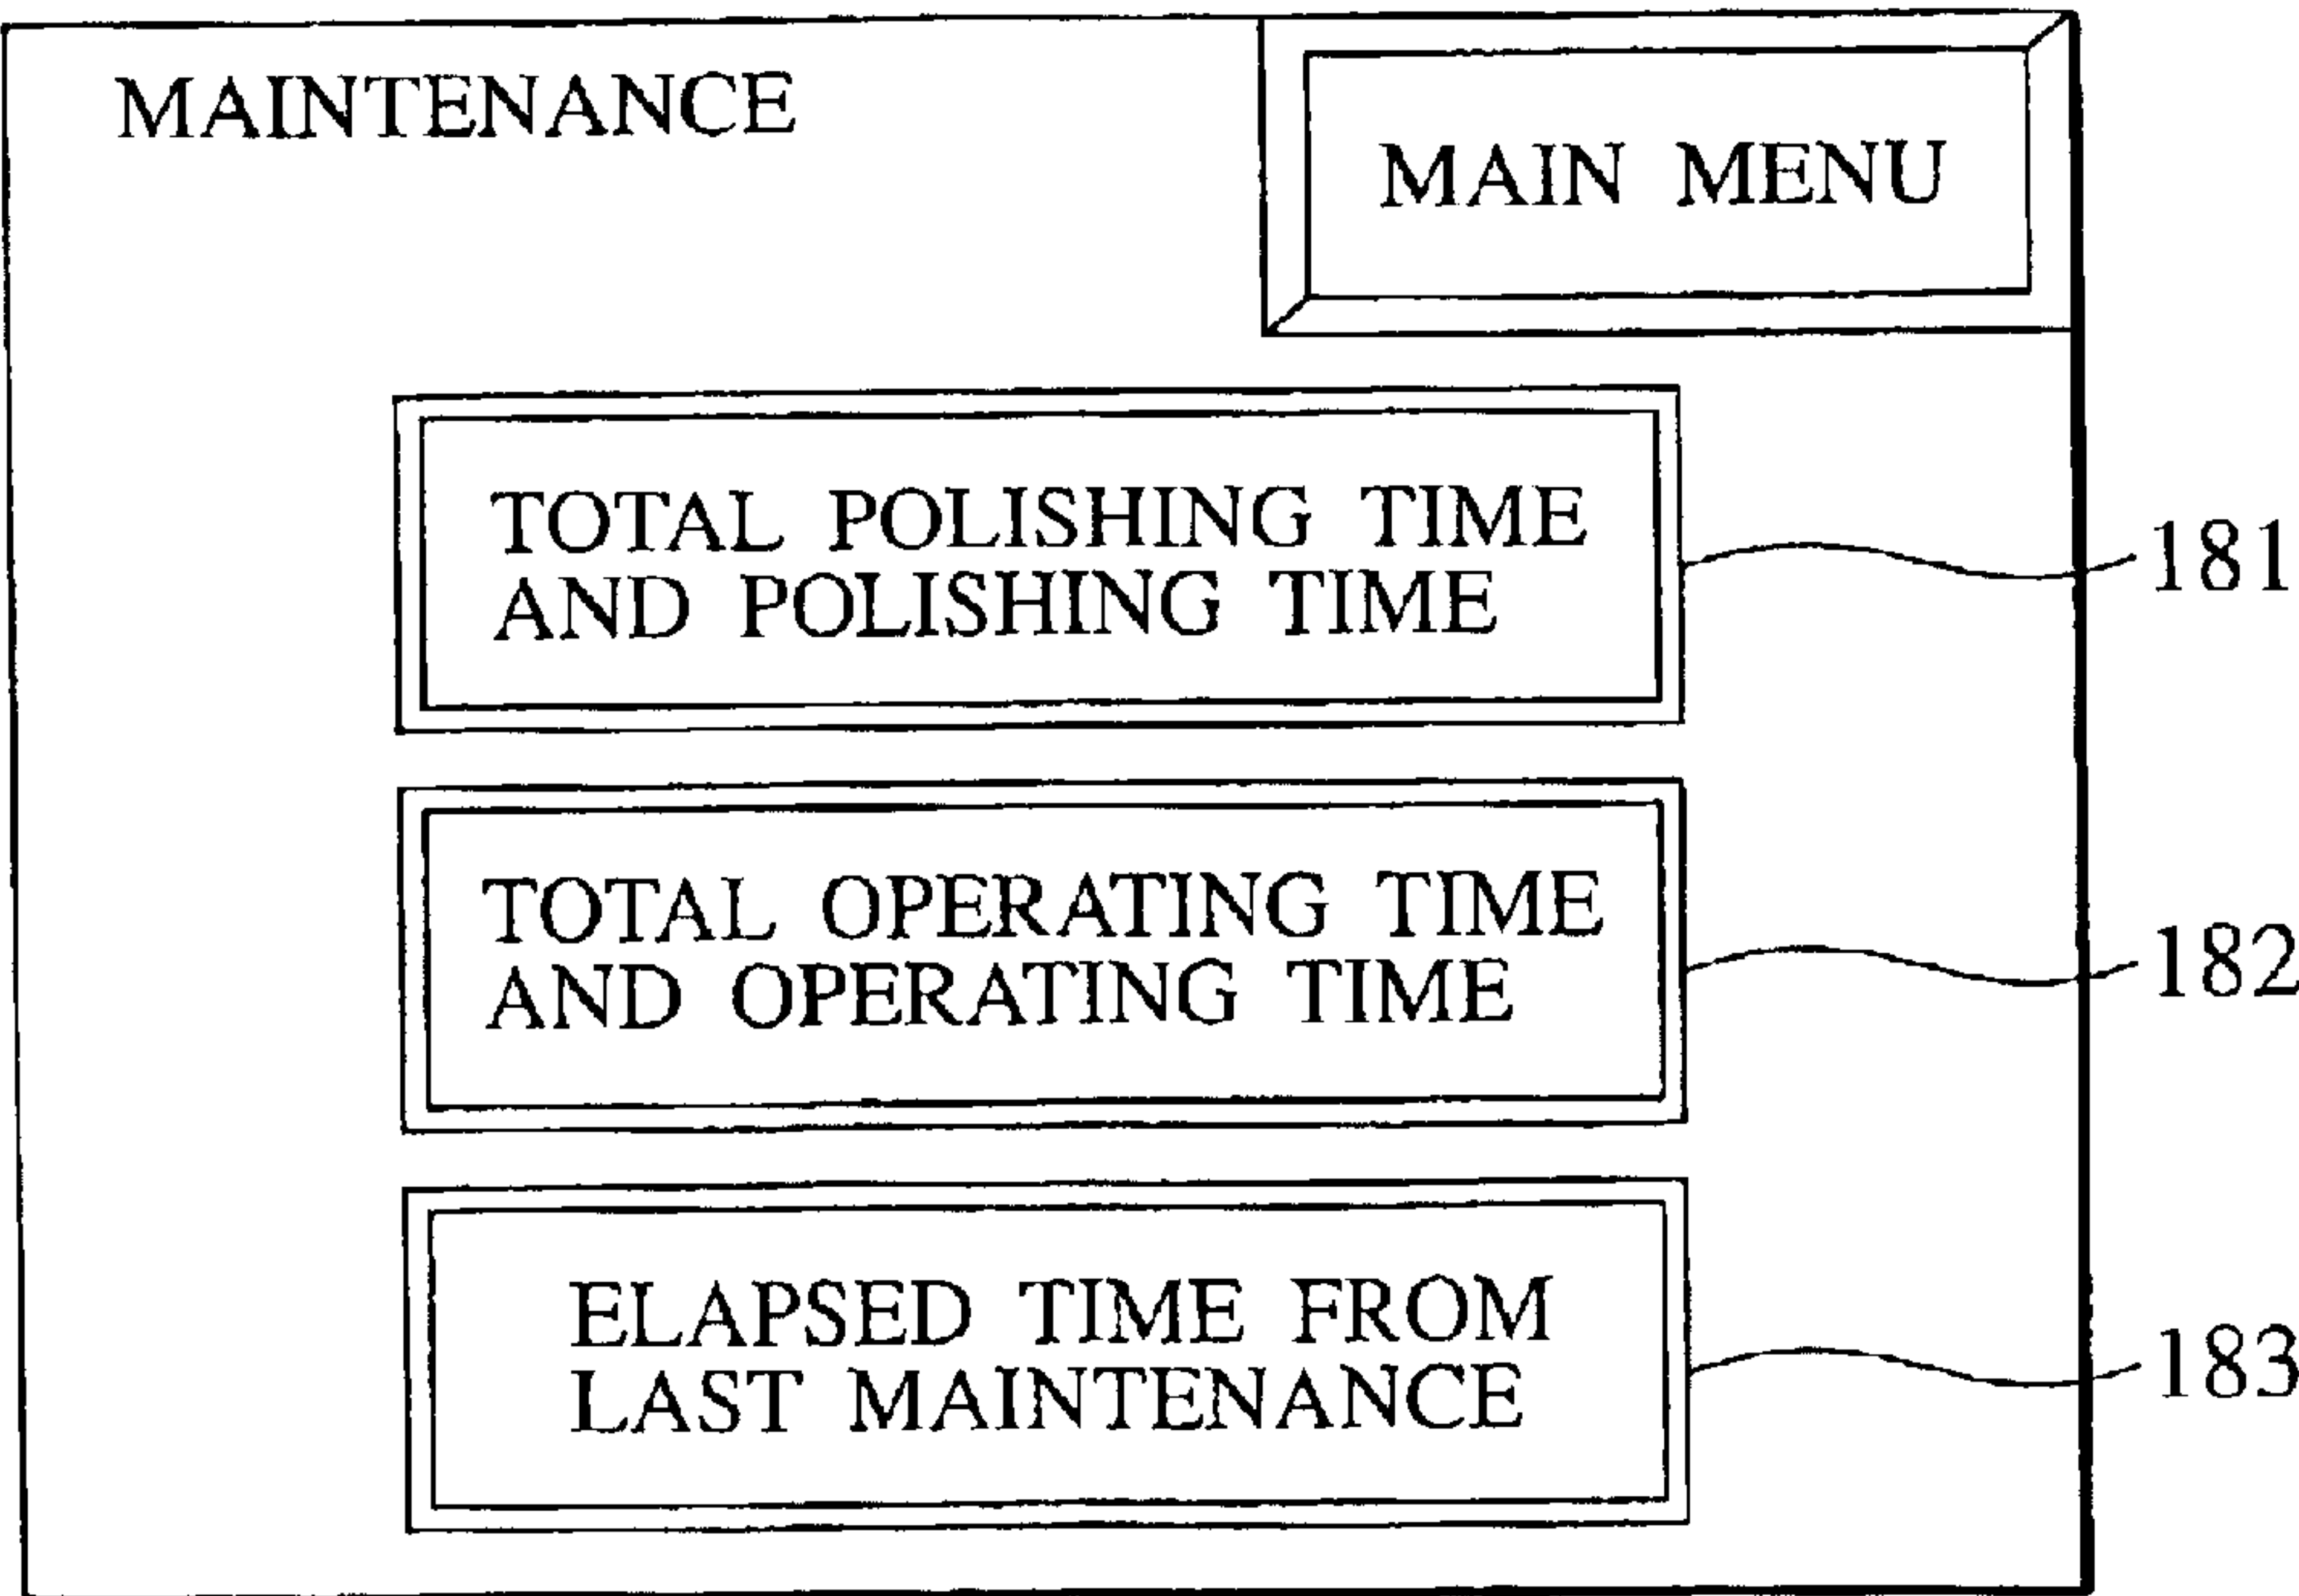 MAINTENANCE
MAIN MENU
TOTAL POLISHING TIME
AND POLISHING TIME
181
TOTAL OPERATING TIME
AND OPERATING TIME
182
ELAPSED TIME FROM
LAST MAINTENANCE
183